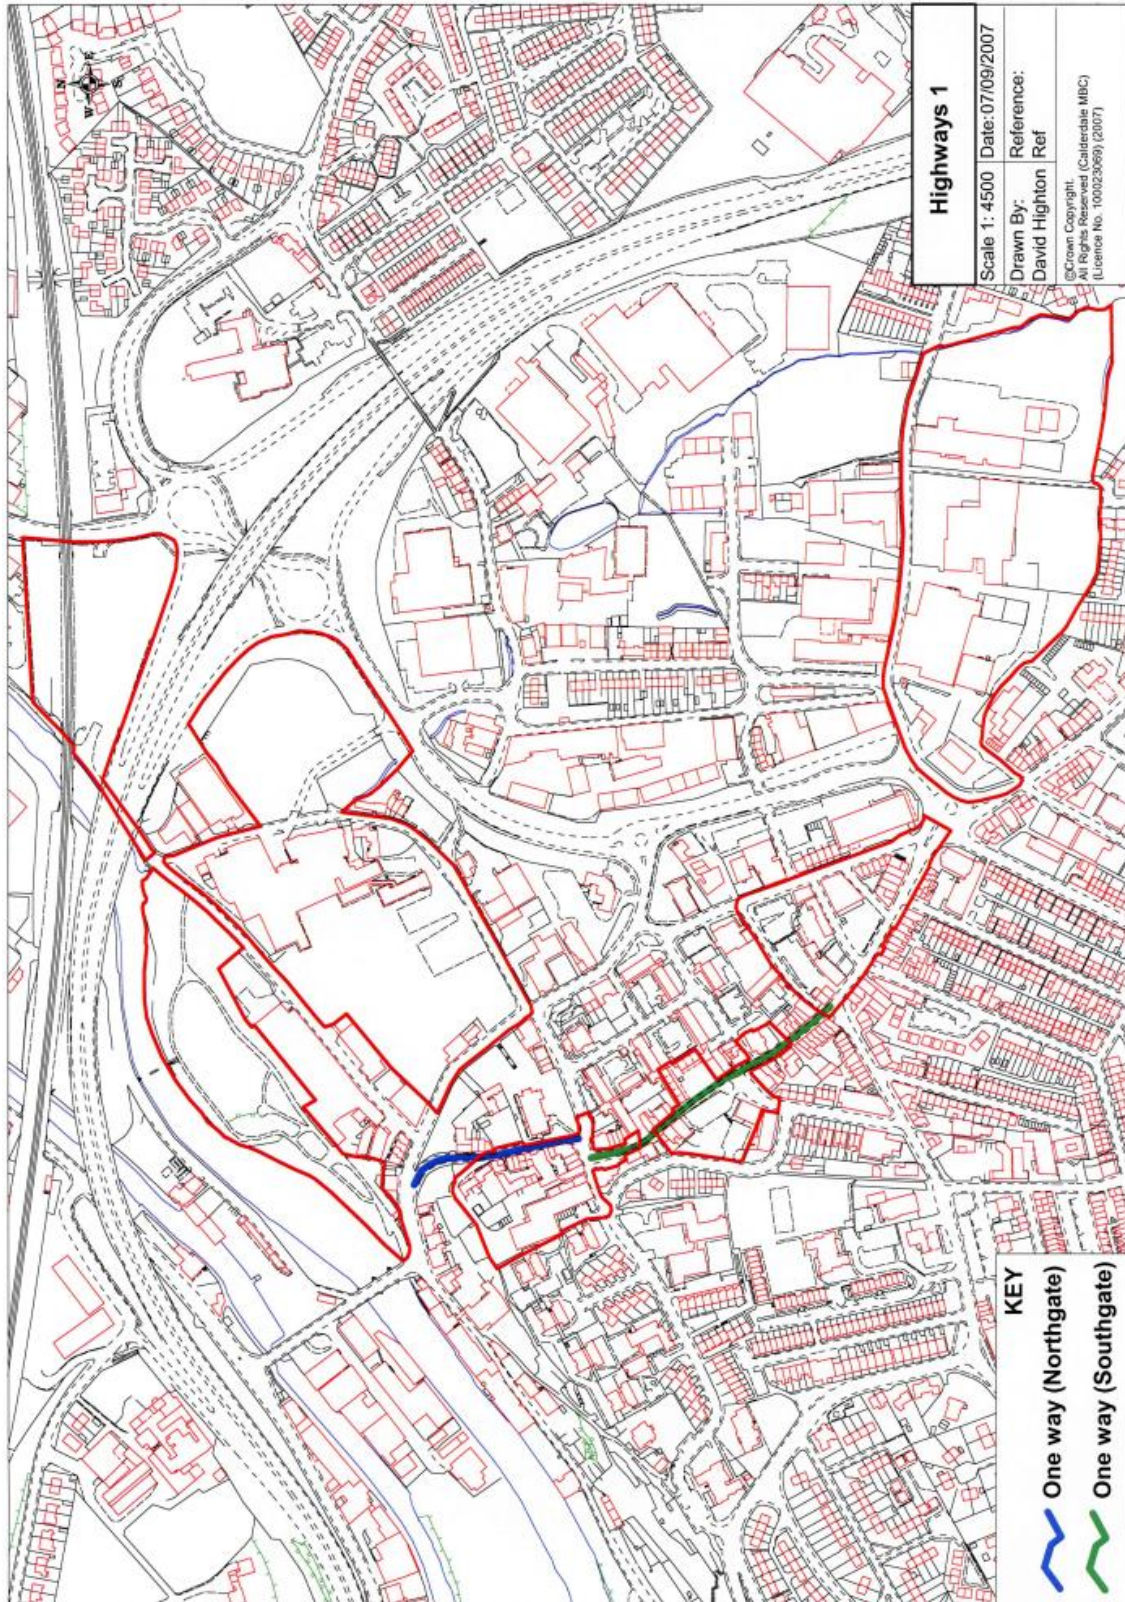 N
E
S
W
Highways 1
Scale 1: 4500 Date: 07/09/2007
Drawn By: Reference:
David Highton Ref
©Crown Copyright.
All Rights Reserved (Calderdale MBC)
(Licence No. 100023069) (2007)
KEY
One way (Northgate)
One way (Southgate)